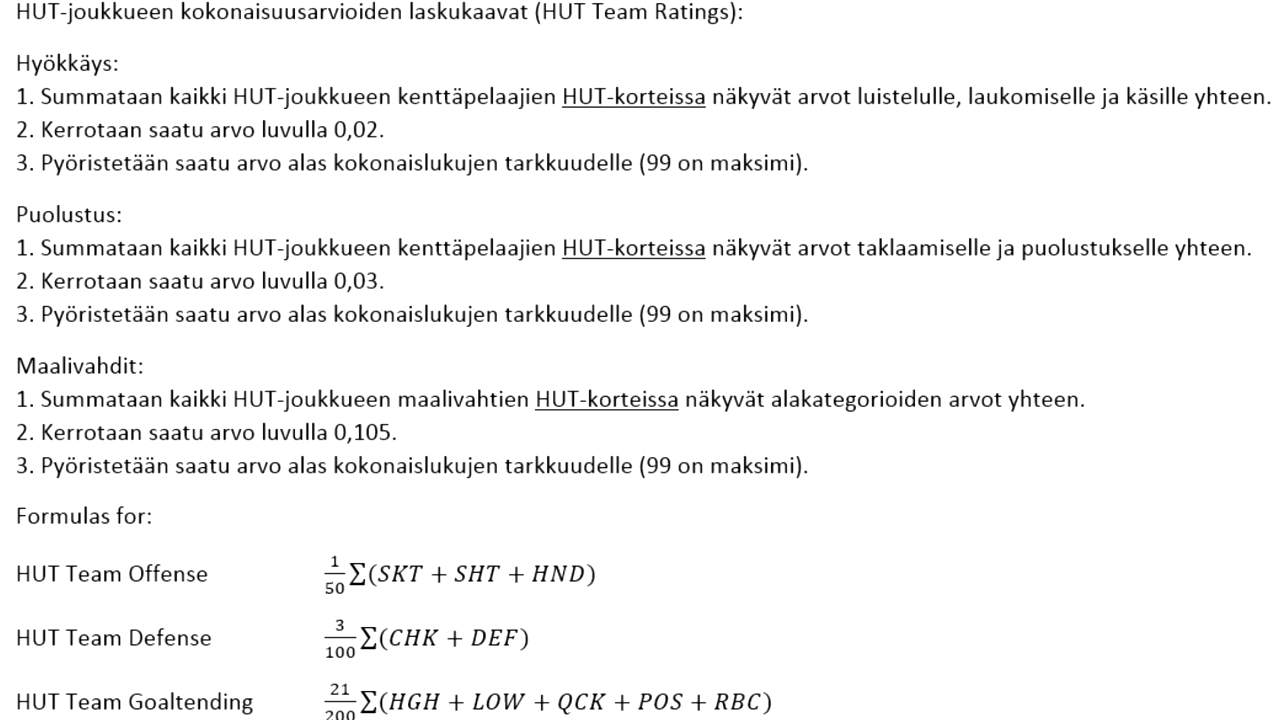 HUT-joukkueen kokonaisuusarvioiden laskukaavat (HUT Team Ratings):
Hyökkäys:
1. Summataan kaikki HUT-joukkueen kenttäpelaajien HUT-korteissa näkyvät arvot luistelulle, laukomiselle ja käsille yhteen.
2. Kerrotaan saatu arvo luvulla 0,02.
3. Pyöristetään saatu arvo alas kokonaislukujen tarkkuudelle (99 on maksimi).
Puolustus:
1. Summataan kaikki HUT-joukkueen kenttäpelaajien HUT-korteissa näkyvät arvot taklaamiselle ja puolustukselle yhteen.
2. Kerrotaan saatu arvo luvulla 0,03.
3. Pyöristetään saatu arvo alas kokonaislukujen tarkkuudelle (99 on maksimi).
Maalivahdit:
1. Summataan kaikki HUT-joukkueen maalivahtien HUT-korteissa näkyvät alakategorioiden arvot yhteen.
2. Kerrotaan saatu arvo luvulla 0,105.
3. Pyöristetään saatu arvo alas kokonaislukujen tarkkuudelle (99 on maksimi).
Formulas for:
HUT Team Offense 1/50 ∑(SKT + SHT + HND)
HUT Team Defense 3/100 ∑(CHK + DEF)
HUT Team Goaltending 21/200 ∑(HGH + LOW + QCK + POS + RBC)